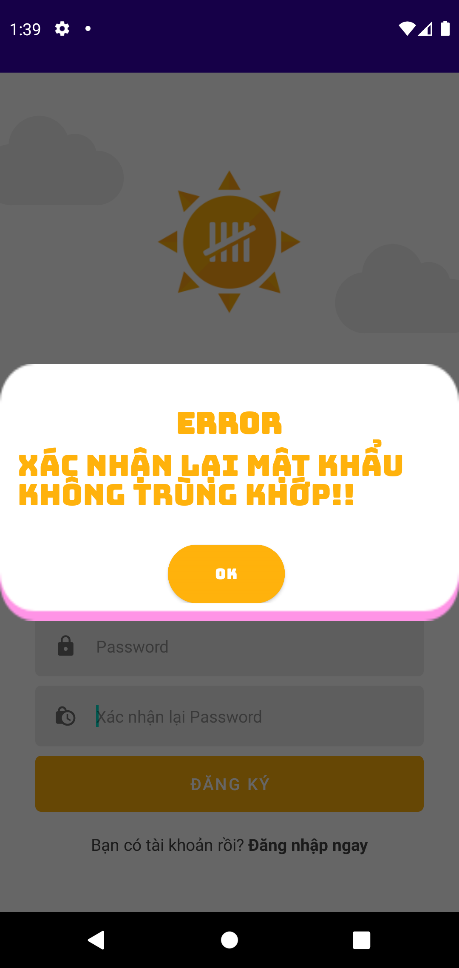 1:39
ERROR
XÁC NHẬN LẠI MẬT KHẨU
KHÔNG TRÙNG KHỚP!!
OK
Password
Xác nhận lại Password
ĐĂNG KÝ
Bạn có tài khoản rồi? Đăng nhập ngay